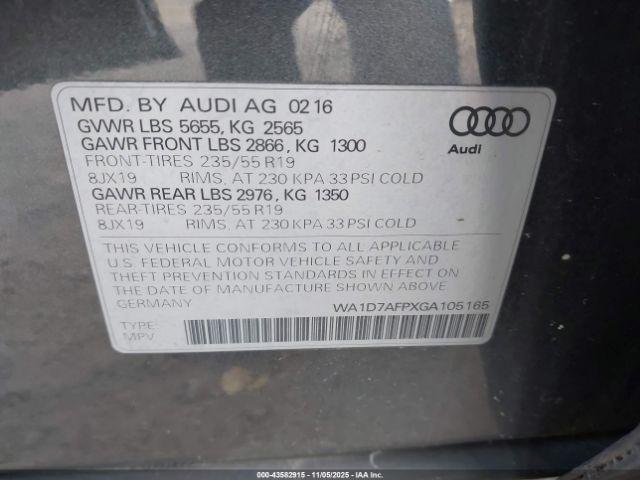 MFD. BY AUDI AG 02 16
GVWR LBS 5655, KG 2565
GAWR FRONT LBS 2866, KG 1300
FRONT-TIRES 235/55 R19
8JX19 RIMS, AT 230 KPA 33 PSI COLD
GAWR REAR LBS 2976, KG 1350
REAR-TIRES 235/55 R19
8JX19 RIMS, AT 230 KPA 33 PSI COLD
Audi
THIS VEHICLE CONFORMS TO ALL APPLICABLE
U.S. FEDERAL MOTOR VEHICLE SAFETY AND
THEFT PREVENTION STANDARDS IN EFFECT ON
THE DATE OF MANUFACTURE SHOWN ABOVE
GERMANY WA1D7AFPXGA105165
TYPE:
MPV
000-43582915 - 11/05/2025 - IAAI.COM